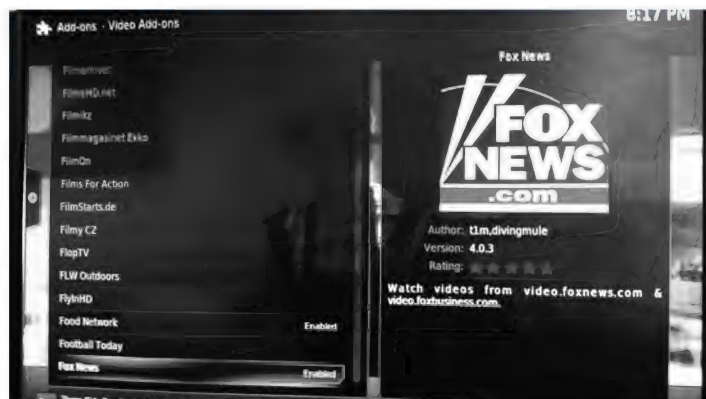 Add-ons · Video Add-ons
8:17 PM
FilmsHD.net
Filmikz
Filmmagasinet Ekko
FilmOn
Films For Action
FilmStarts.de
Filmy CZ
FlopTV
FLW Outdoors
FlyInHD
Food Network
Enabled
Football Today
Fox News
Enabled
Fox News
FOX
NEWS
.com
Author: t1m,divingmule
Version: 4.0.3
Rating:
Watch videos from video.foxnews.com &
video.foxbusiness.com.